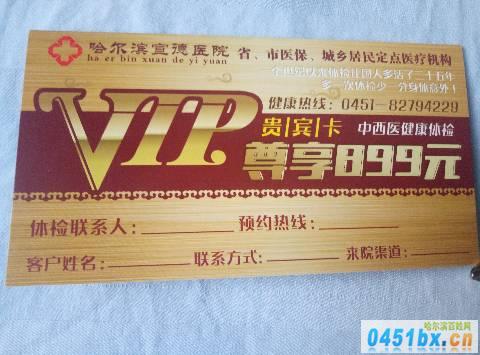 哈尔滨宣德医院
ha er bin xuan de yi yuan
省、市医保、城乡居民定点医疗机构
全世纪以来体检让国人多活了二十五年
多一次体检少一分身体意外!
健康热线:0451-82794229
VIP
贵|宾|卡 中西医健康体检
尊享899元
体检联系人: 预约热线:
客户姓名: 联系方式: 来院渠道:
哈尔滨百姓网
0451bx.cn